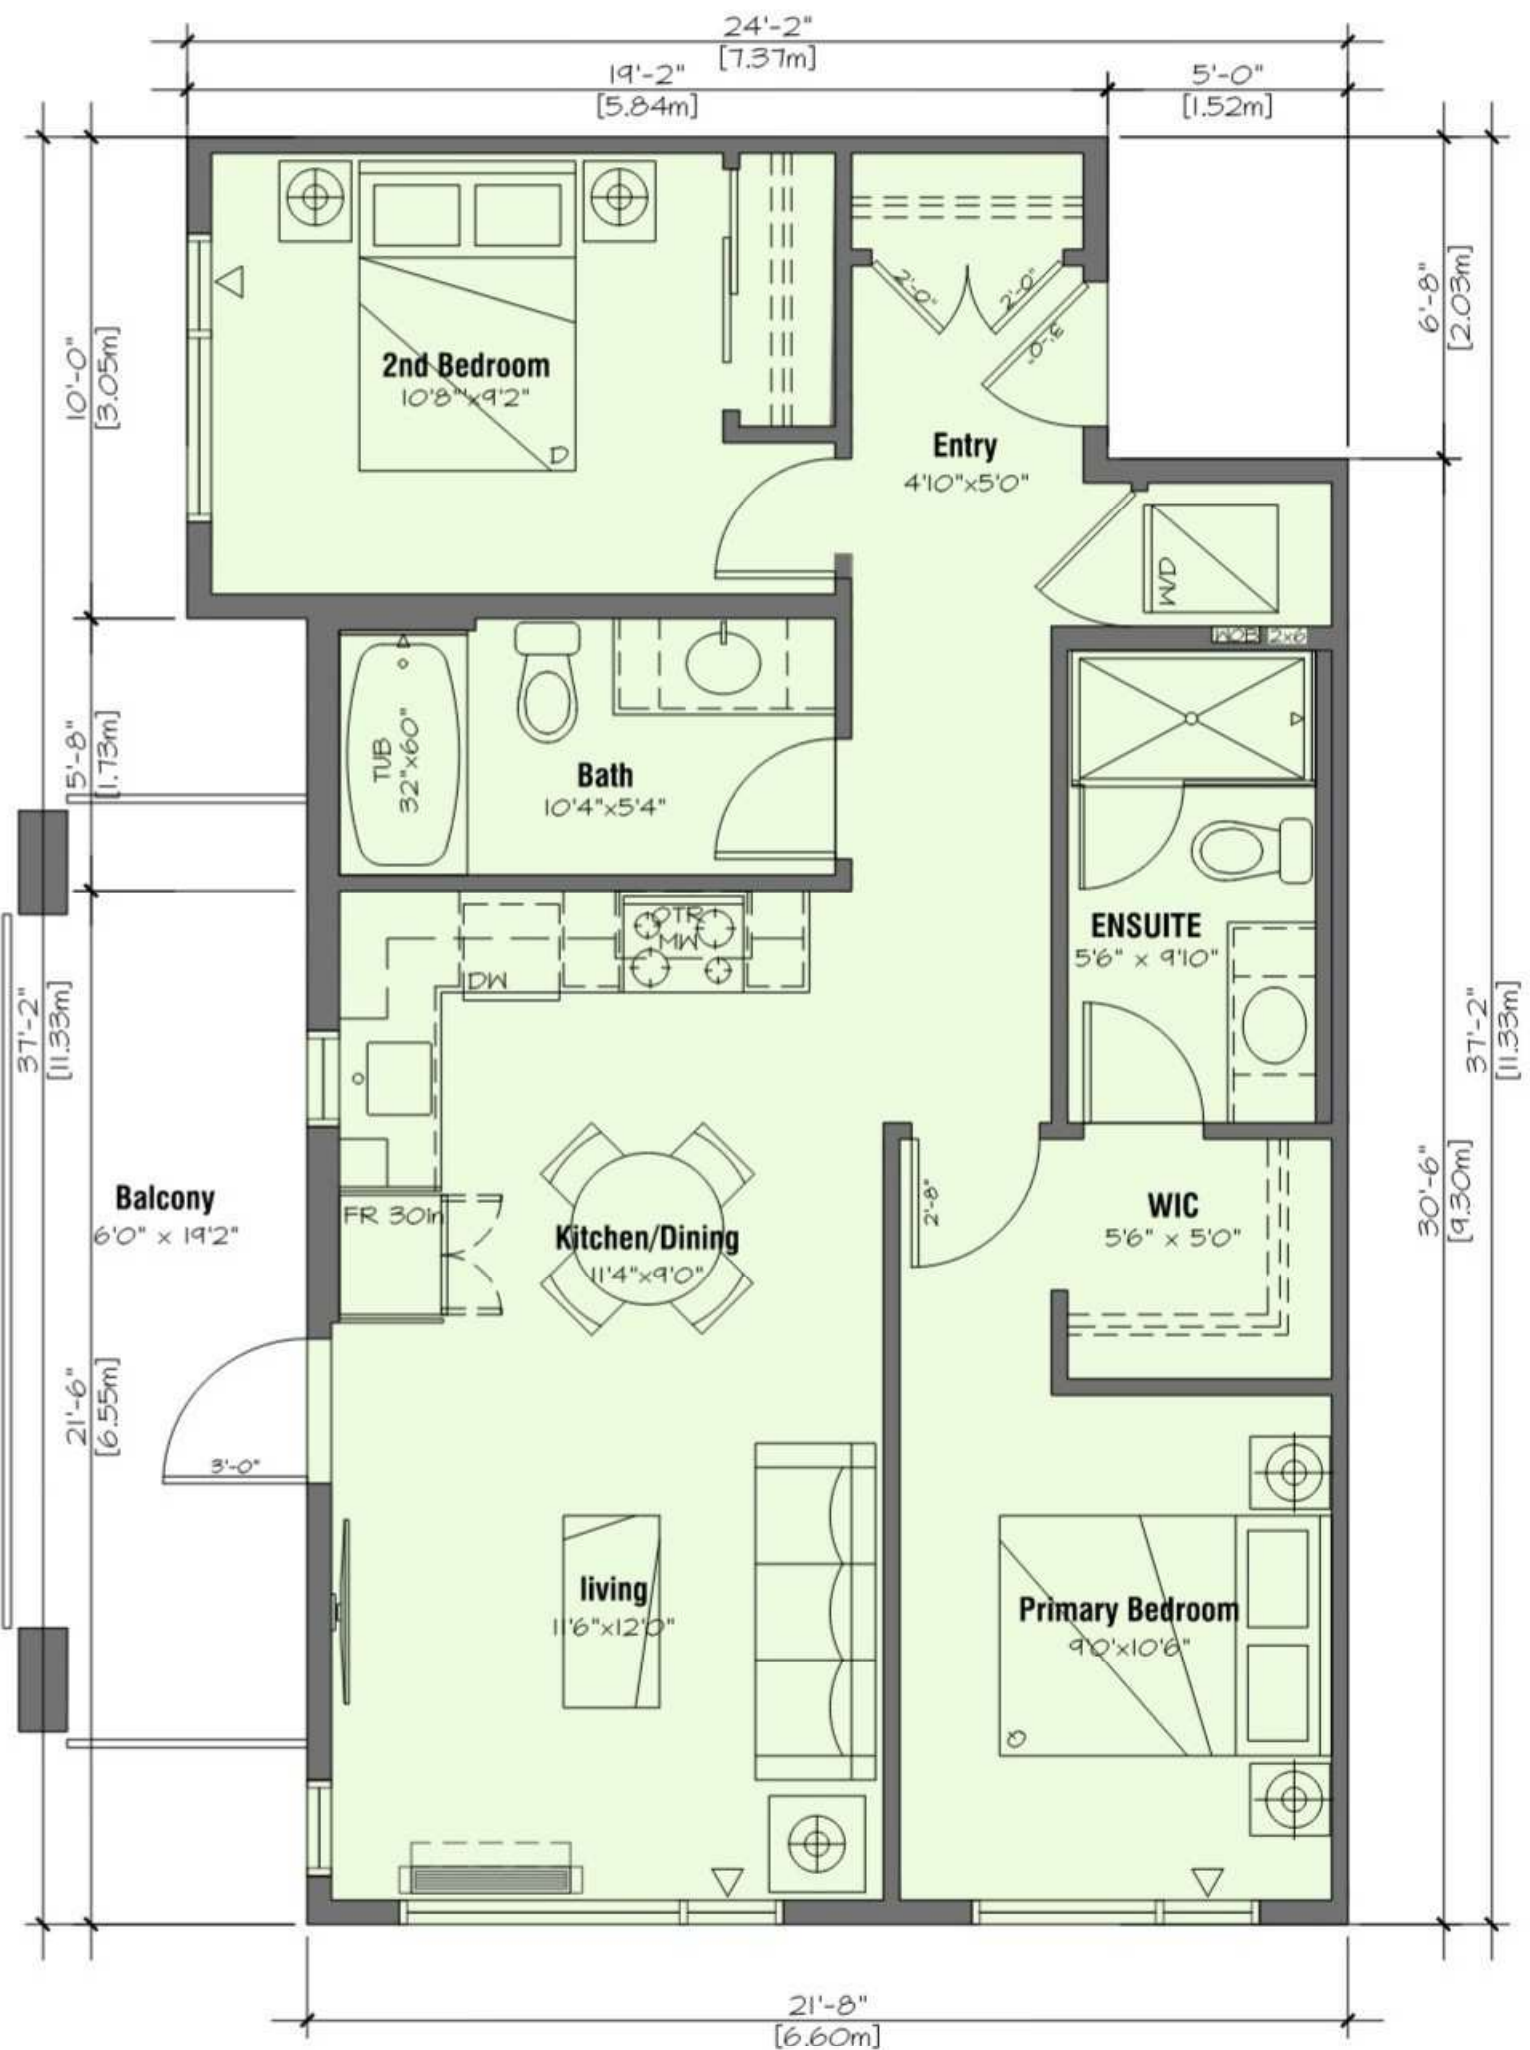 24'-2"
[7.37m]
19'-2"
[5.84m]
5'-0"
[1.52m]
10'-0"
[3.05m]
6'-8"
[2.03m]
2'-0"
2'-0"
3'-0"
2nd Bedroom
10'8"x9'2"
D
Entry
4'10"x5'0"
W/D
WOB
2x6
5'-8"
[1.73m]
TUB
32"x60"
Bath
10'4"x5'4"
OTR
MW
DW
ENSUITE
5'6" x 9'10"
37'-2"
[11.33m]
37'-2"
[11.33m]
Balcony
6'0" x 19'2"
FR 30in
Kitchen/Dining
11'4"x9'0"
2'-8"
WIC
5'6" x 5'0"
30'-6"
[9.30m]
21'-6"
[6.55m]
3'-0"
living
11'6"x12'0"
Primary Bedroom
9'0'x10'6"
Q
21'-8"
[6.60m]